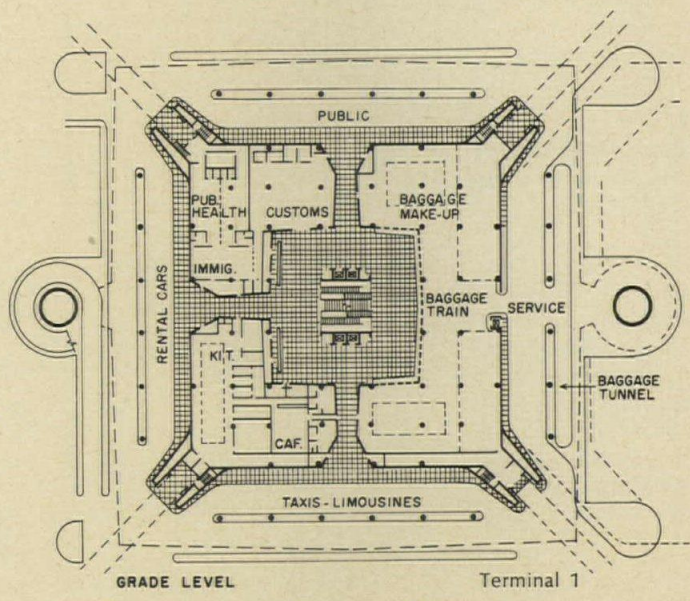 PUBLIC
PUB.
HEALTH
CUSTOMS
BAGGAGE
MAKE-UP
IMMIG.
RENTAL CARS
BAGGAGE
TRAIN
SERVICE
KIT.
BAGGAGE
TUNNEL
CAF.
TAXIS - LIMOUSINES
GRADE LEVEL
Terminal 1